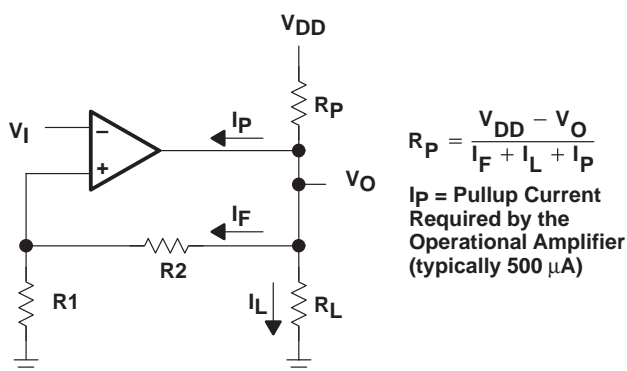 VDD
RP
IP
VI
−
+
VO
IF
R2
R1
IL
RL
RP = VDD − VO
IF + IL + IP
IP = Pullup Current
Required by the
Operational Amplifier
(typically 500 μA)